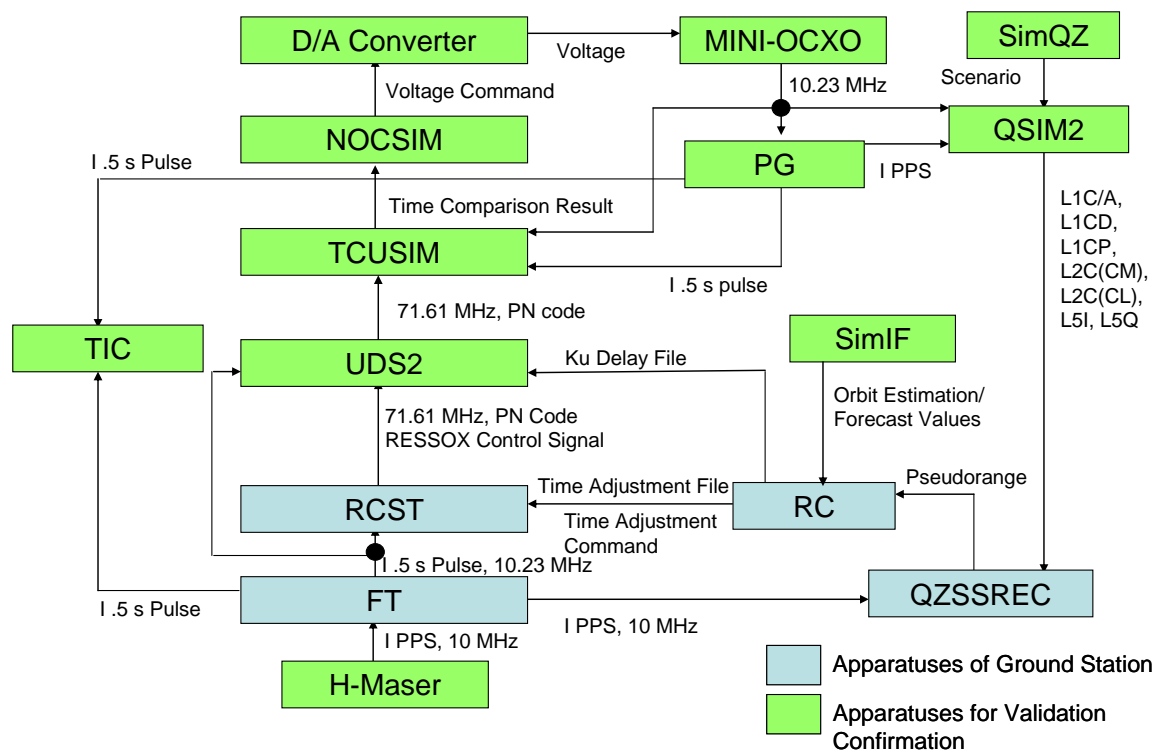 D/A Converter
Voltage
MINI-OCXO
SimQZ
10.23 MHz
Scenario
Voltage Command
NOCSIM
QSIM2
I .5 s Pulse
PG
I PPS
Time Comparison Result
L1C/A,
L1CD,
L1CP,
L2C(CM),
L2C(CL),
L5I, L5Q
TCUSIM
I .5 s pulse
71.61 MHz, PN code
TIC
SimIF
UDS2
Ku Delay File
Orbit Estimation/
Forecast Values
71.61 MHz, PN Code
RESSOX Control Signal
Pseudorange
Time Adjustment File
RCST
RC
Time Adjustment
Command
I .5 s Pulse, 10.23 MHz
FT
QZSSREC
I .5 s Pulse
I PPS, 10 MHz
I PPS, 10 MHz
H-Maser
Apparatuses of Ground Station
Apparatuses for Validation
Confirmation